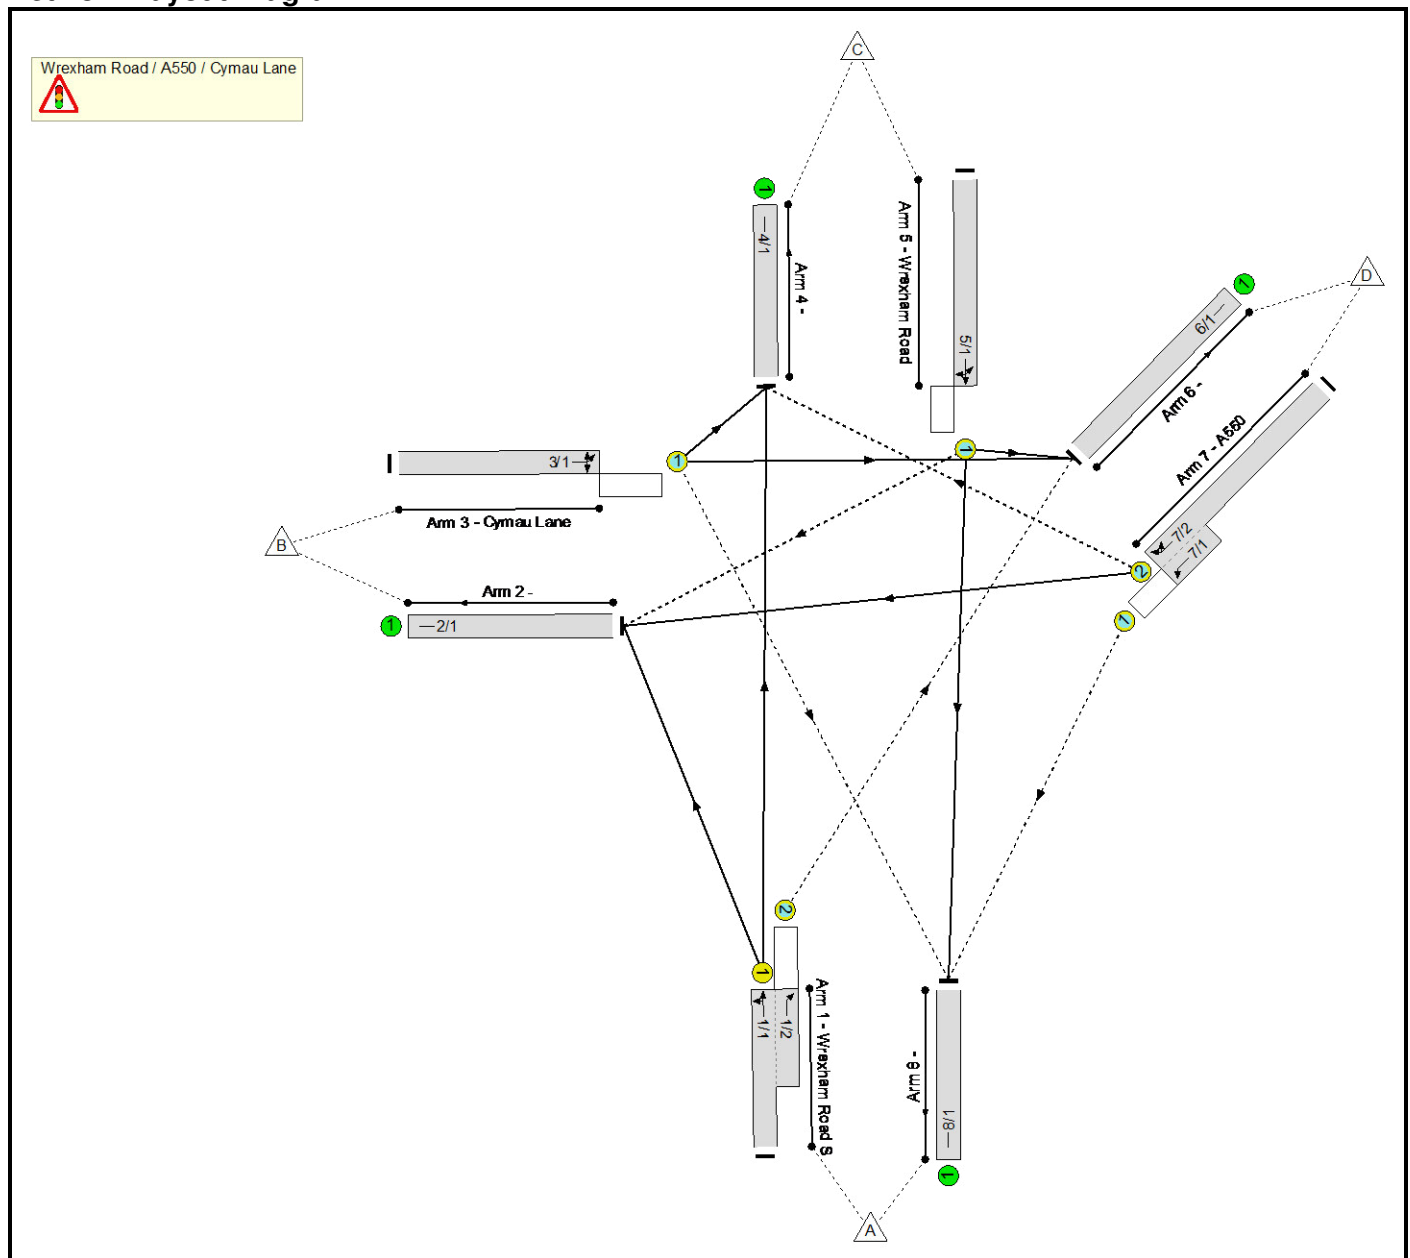 Wrexham Road / A550 / Cymau Lane
C
1
4/1
Arm 4 -
Arm 5 - Wrexham Road
5/1
1
6/1
Arm 6 -
D
Arm 7 - A550
7/2
7/1
2
1
3/1
1
1
Arm 3 - Cymau Lane
B
Arm 2 -
1
2/1
2
1
1/1
1/2
Arm 1 - Wrexham Road S
Arm 8 -
8/1
1
A